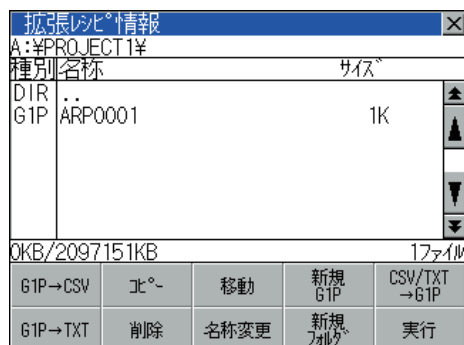 拡張ﾚｼﾋﾟ情報 ×
A:¥PROJECT1¥
種別 名称 ｻｲｽﾞ
DIR ..
G1P ARP0001 1K
0KB/2097151KB 1ﾌｧｲﾙ
G1P→CSV ｺﾋﾟｰ 移動 新規 G1P CSV/TXT →G1P
G1P→TXT 削除 名称変更 新規 ﾌｫﾙﾀﾞ 実行